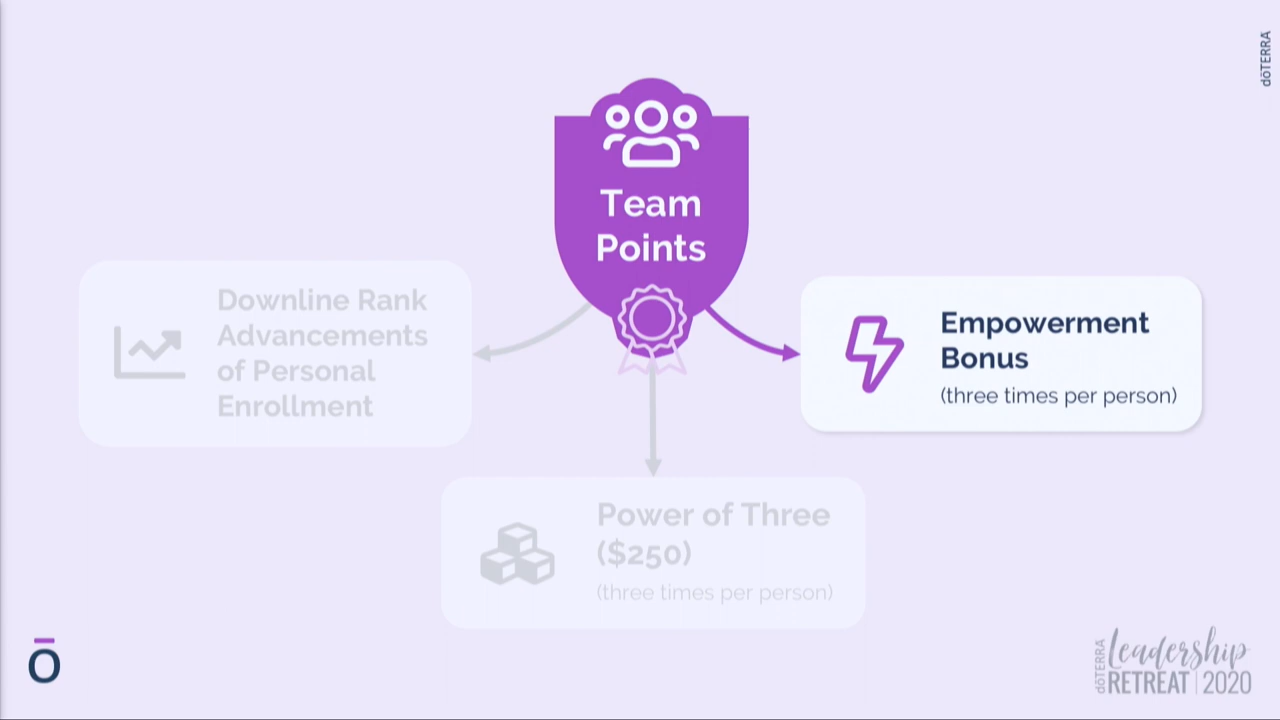 dōTERRA
Team
Points
Downline Rank
Advancements
of Personal
Enrollment
Empowerment
Bonus
(three times per person)
Power of Three
($250)
(three times per person)
Ō
dōTERRA
Leadership
RETREAT | 2020